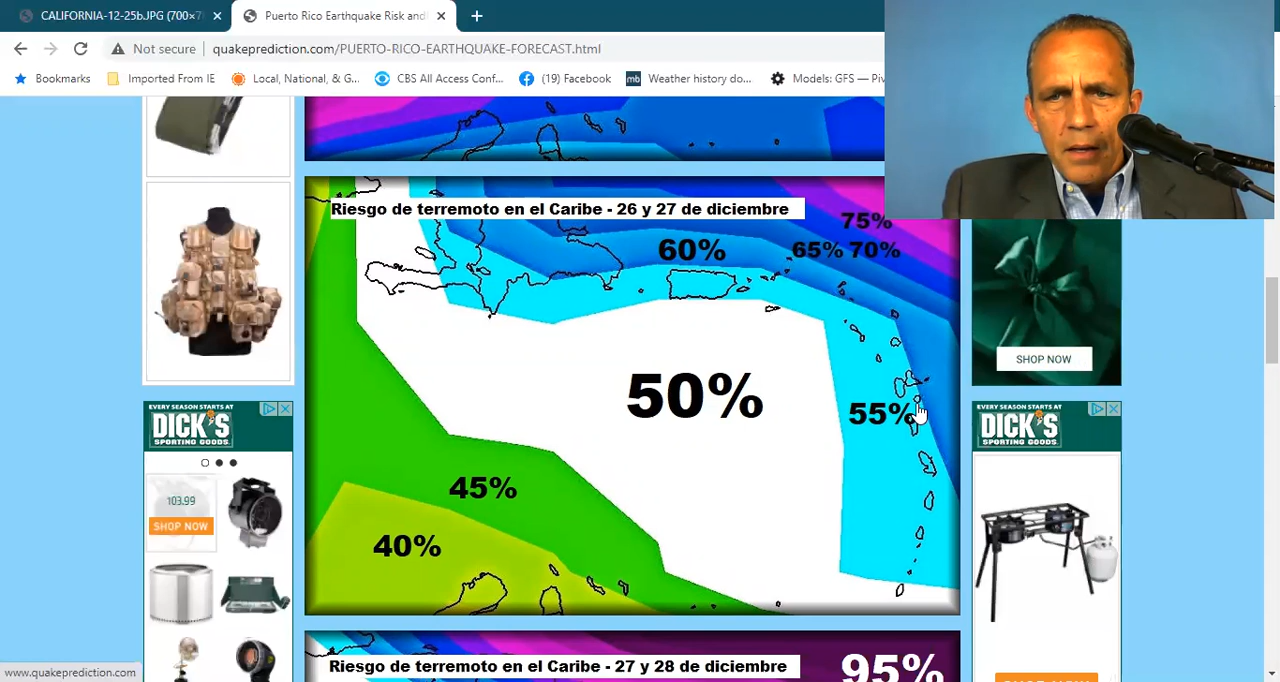 CALIFORNIA-12-25b.JPG (700×7
Puerto Rico Earthquake Risk and
Not secure
quakeprediction.com/PUERTO-RICO-EARTHQUAKE-FORECAST.html
Bookmarks
Imported From IE
Local, National, & G...
CBS All Access Conf...
(19) Facebook
mb
Weather history do...
Models: GFS — Piv
Riesgo de terremoto en el Caribe - 26 y 27 de diciembre
75%
60%
65% 70%
50%
55%
45%
40%
SHOP NOW
EVERY SEASON STARTS AT
DICK'S
SPORTING GOODS.
103.99
SHOP NOW
EVERY SEASON STARTS AT
DICK'S
SPORTING GOODS.
Riesgo de terremoto en el Caribe - 27 y 28 de diciembre
95%
www.quakeprediction.com